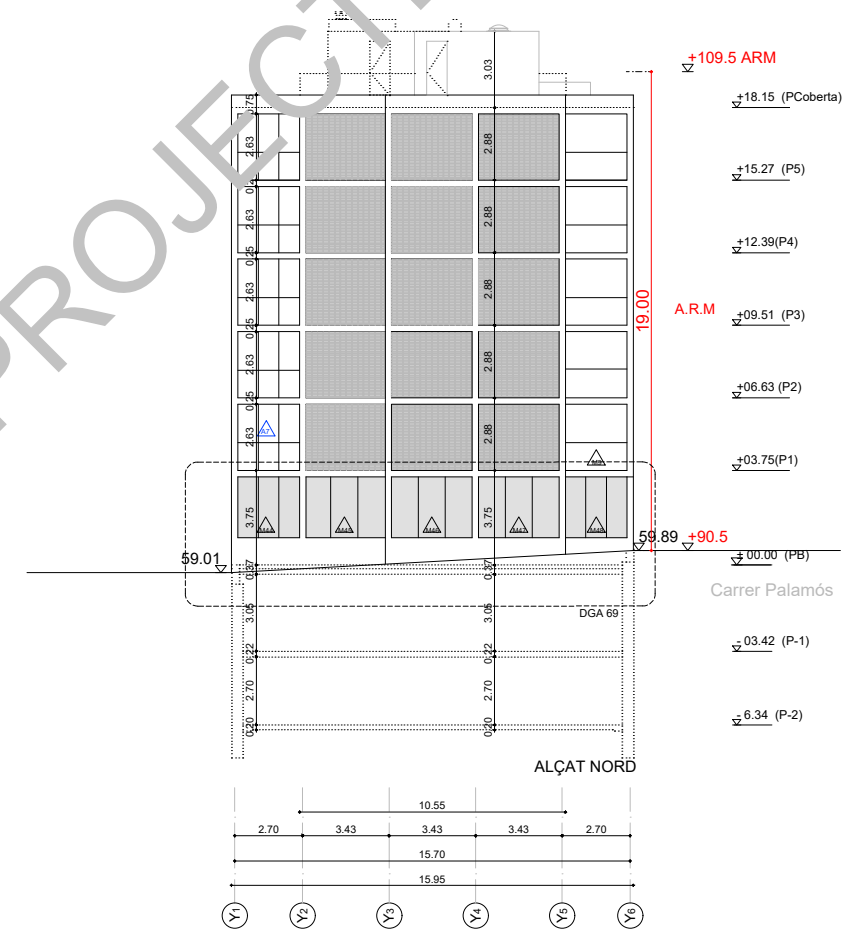 PROJECTE
+109.5 ARM
3.03
+18.15 (PCoberta)
0.75
2.63
2.88
+15.27 (P5)
2.63
2.88
+12.39(P4)
0.25
2.63
2.88
19.00
A.R.M
+09.51 (P3)
0.25
2.63
2.88
+06.63 (P2)
0.25
2.63
2.88
A7
+03.75(P1)
3.75
3.75
M45
M46
M47
M48
59.01
59.89
+90.5
± 00.00 (PB)
0.37
0.37
Carrer Palamós
3.05
3.05
DGA 69
- 03.42 (P-1)
0.22
0.22
2.70
2.70
- 6.34 (P-2)
0.20
0.20
ALÇAT NORD
10.55
2.70 3.43 3.43 3.43 2.70
15.70
15.95
Y1 Y2 Y3 Y4 Y5 Y6